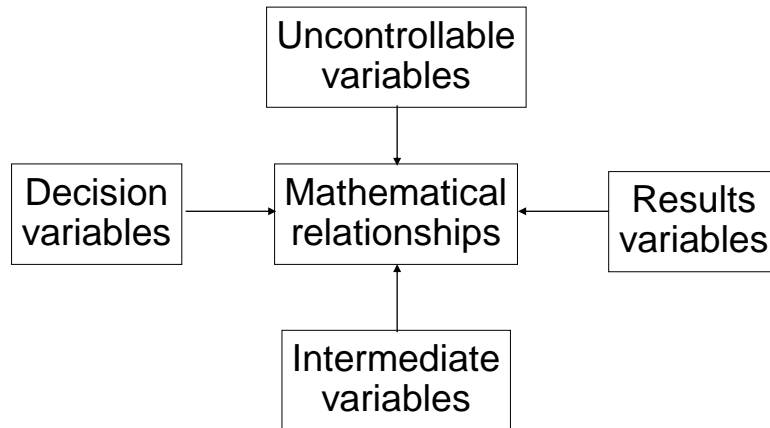 Uncontrollable
variables
Decision
variables
Mathematical
relationships
Results
variables
Intermediate
variables